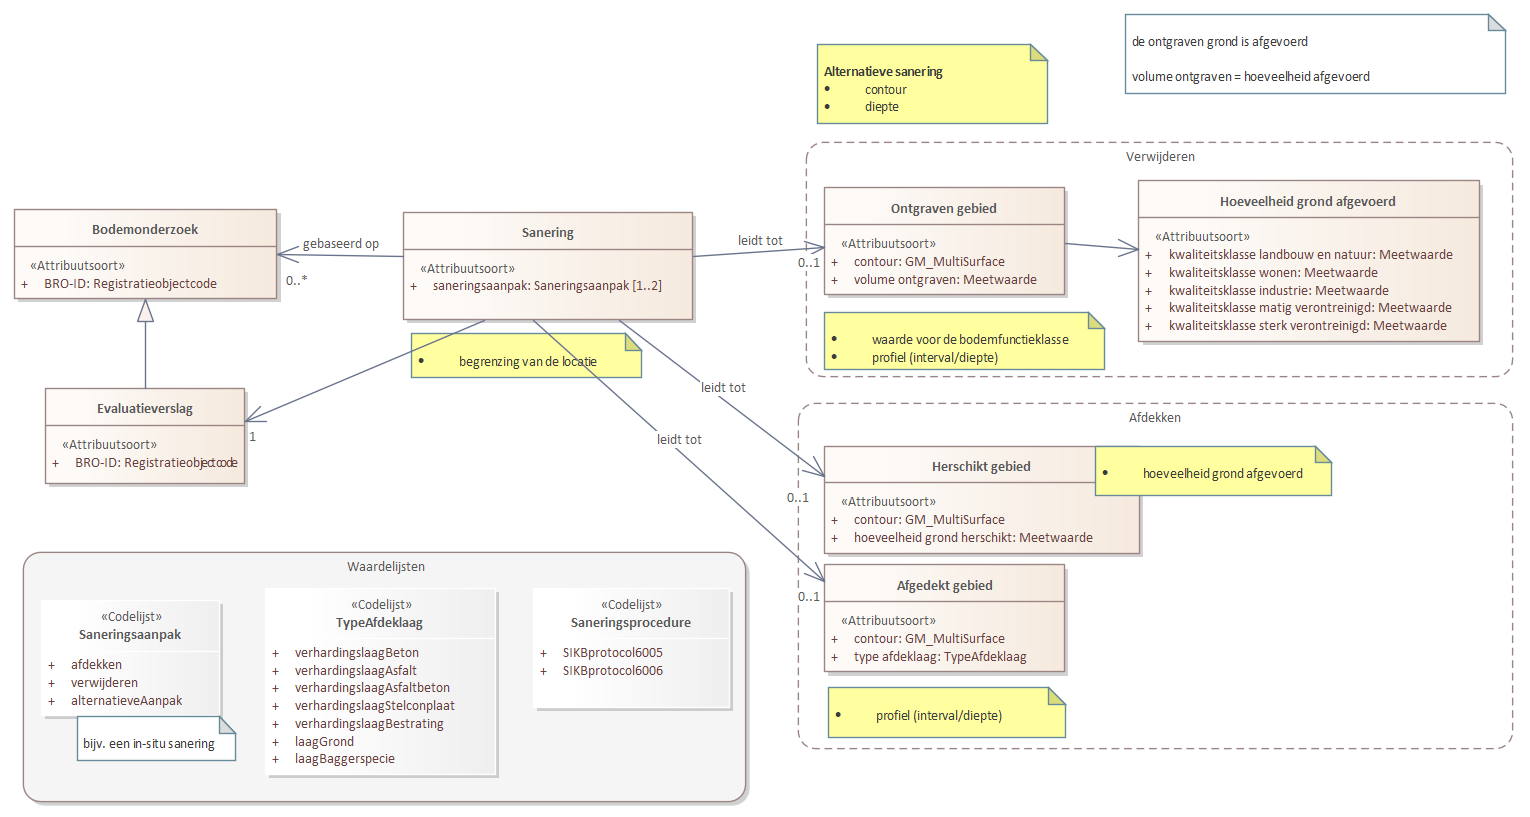 de ontgraven grond is afgevoerd
volume ontgraven = hoeveelheid afgevoerd
Alternatieve sanering
• contour
• diepte
Verwijderen
Ontgraven gebied
«Attribuutsoort»
+ contour: GM_MultiSurface
+ volume ontgraven: Meetwaarde
Hoeveelheid grond afgevoerd
«Attribuutsoort»
+ kwaliteitsklasse landbouw en natuur: Meetwaarde
+ kwaliteitsklasse wonen: Meetwaarde
+ kwaliteitsklasse industrie: Meetwaarde
+ kwaliteitsklasse matig verontreinigd: Meetwaarde
+ kwaliteitsklasse sterk verontreinigd: Meetwaarde
• waarde voor de bodemfunctieklasse
• profiel (interval/diepte)
Bodemonderzoek
«Attribuutsoort»
+ BRO-ID: Registratieobjectcode
gebaseerd op
0..*
Sanering
«Attribuutsoort»
+ saneringsaanpak: Saneringsaanpak [1..2]
leidt tot
0..1
• begrenzing van de locatie
Evaluatieverslag
«Attribuutsoort»
+ BRO-ID: Registratieobjectcode
1
leidt tot
0..1
leidt tot
0..1
Afdekken
Herschikt gebied
«Attribuutsoort»
+ contour: GM_MultiSurface
+ hoeveelheid grond herschikt: Meetwaarde
• hoeveelheid grond afgevoerd
Afgedekt gebied
«Attribuutsoort»
+ contour: GM_MultiSurface
+ type afdeklaag: TypeAfdeklaag
• profiel (interval/diepte)
Waardelijsten
«Codelijst»
Saneringsaanpak
+ afdekken
+ verwijderen
+ alternatieveAanpak
bijv. een in-situ sanering
«Codelijst»
TypeAfdeklaag
+ verhardingslaagBeton
+ verhardingslaagAsfalt
+ verhardingslaagAsfaltbeton
+ verhardingslaagStelconplaat
+ verhardingslaagBestrating
+ laagGrond
+ laagBaggerspecie
«Codelijst»
Saneringsprocedure
+ SIKBprotocol6005
+ SIKBprotocol6006